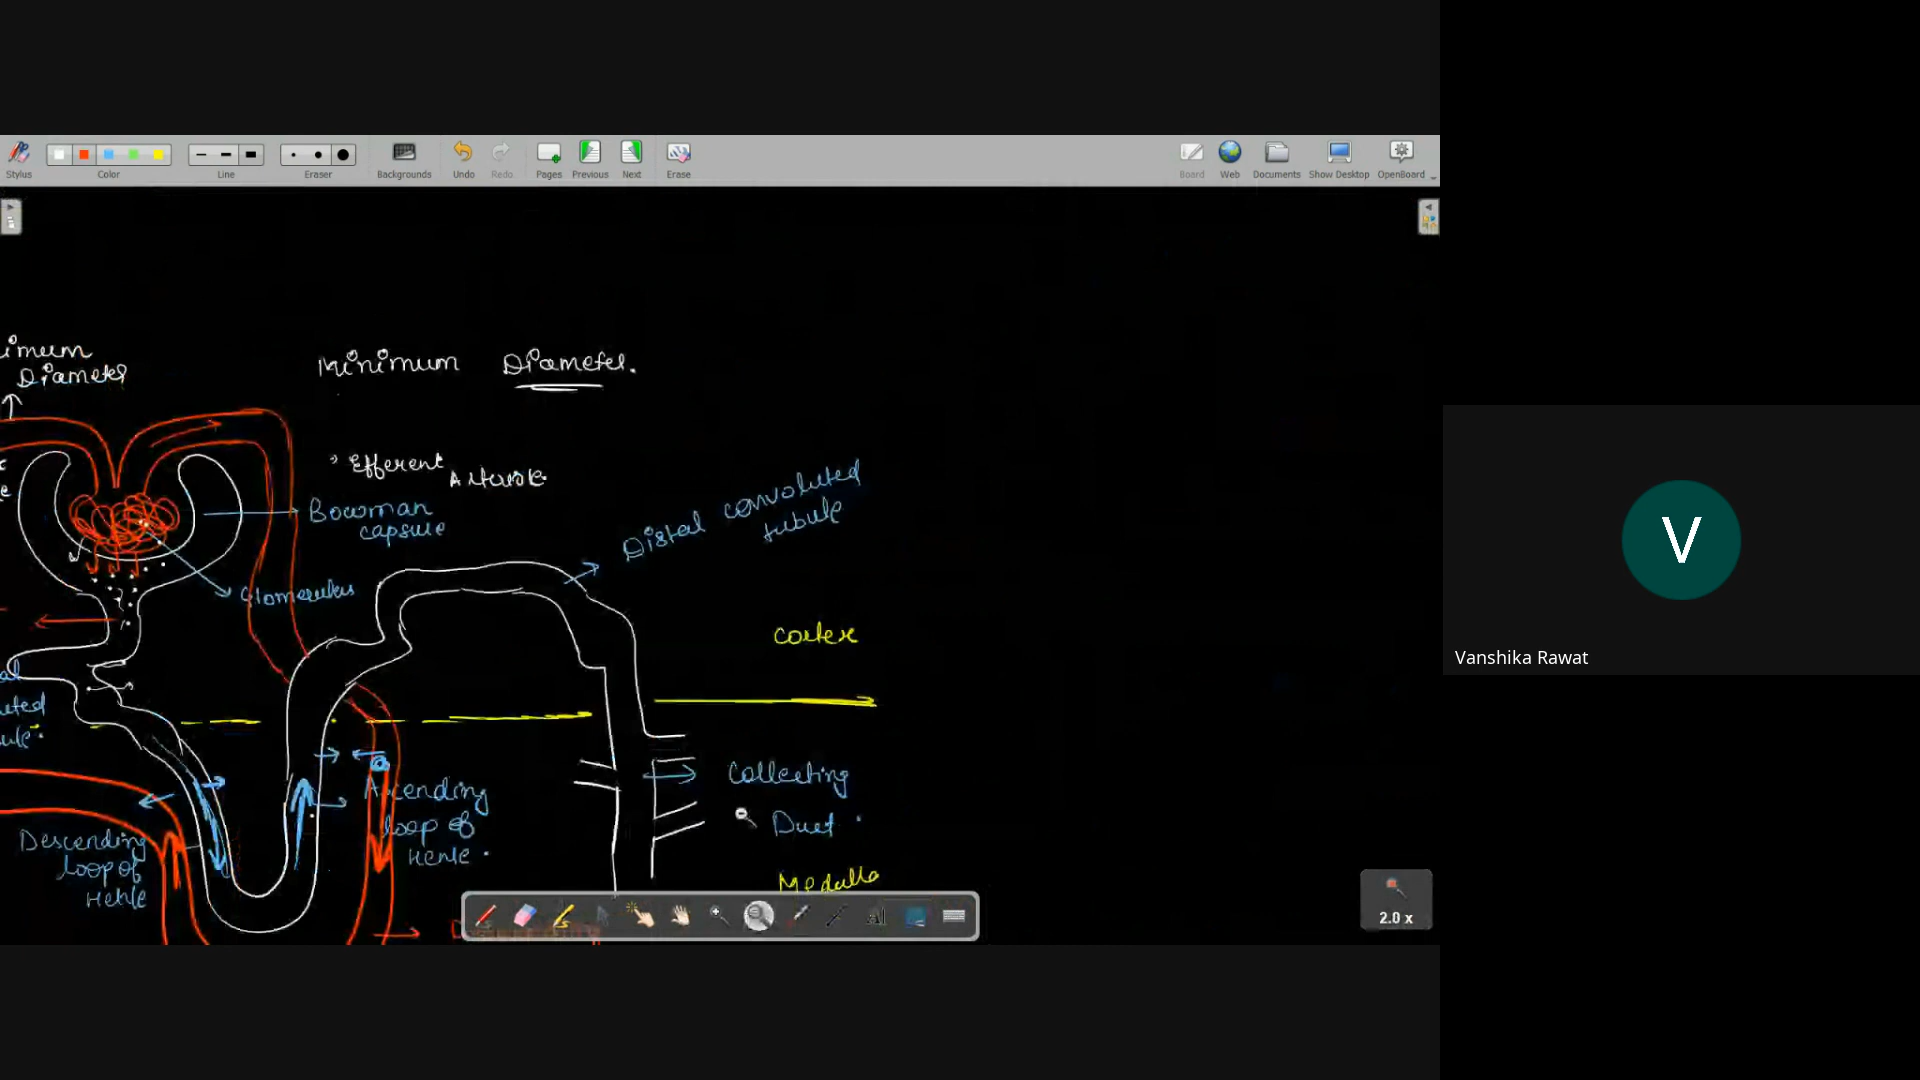 Stylus
Color
Line
Eraser
Backgrounds
Undo
Redo
Pages
Previous
Next
Erase
Board
Web
Documents
Show Desktop
OpenBoard
imum
Diameter
Minimum Diameter.
Efferent
Bowman
capsule
Distal convoluted
tubule
Glomerulus
cortex
Collecting
Duct
Ascending
loop of
Henle
Descending
loop of
Henle
Medulla
2.0 x
V
Vanshika Rawat